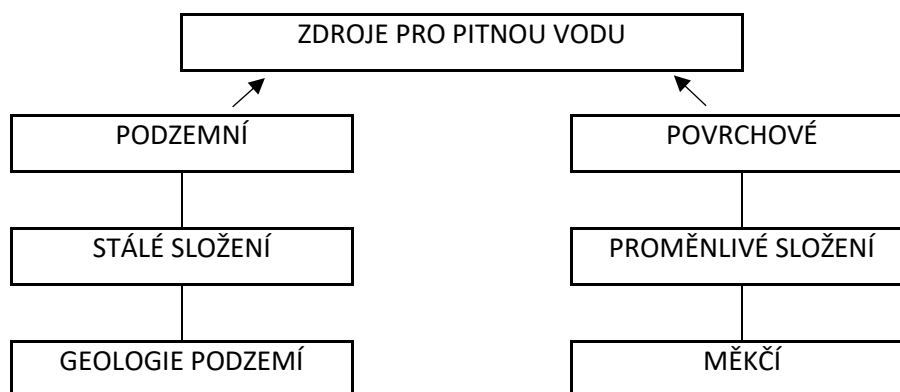 ZDROJE PRO PITNOU VODU
PODZEMNÍ
POVRCHOVÉ
STÁLÉ SLOŽENÍ
PROMĚNLIVÉ SLOŽENÍ
GEOLOGIE PODZEMÍ
MĚKČÍ